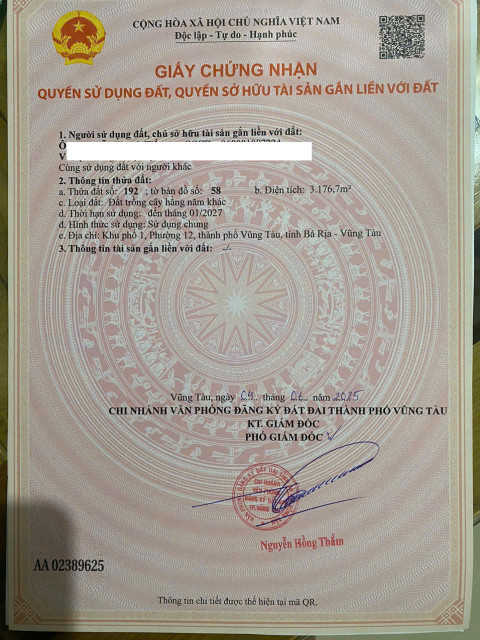 CỘNG HÒA XÃ HỘI CHỦ NGHĨA VIỆT NAM
Độc lập - Tự do - Hạnh phúc
GIẤY CHỨNG NHẬN
QUYỀN SỬ DỤNG ĐẤT, QUYỀN SỞ HỮU TÀI SẢN GẮN LIỀN VỚI ĐẤT
1. Người sử dụng đất, chủ sở hữu tài sản gắn liền với đất:
Cùng sử dụng đất với người khác
2. Thông tin thửa đất:
a. Thửa đất số: 192; tờ bản đồ số: 58 b. Diện tích: 3.176,7m²
c. Loại đất: Đất trồng cây hằng năm khác
d. Thời hạn sử dụng: đến tháng 01/2027
đ. Hình thức sử dụng: Sử dụng chung
e. Địa chỉ: Khu phố 1, Phường 12, thành phố Vũng Tàu, tỉnh Bà Rịa - Vũng Tàu
3. Thông tin tài sản gắn liền với đất: -/-
Vũng Tàu, ngày 04 tháng 06 năm 2025
CHI NHÁNH VĂN PHÒNG ĐĂNG KÝ ĐẤT ĐAI THÀNH PHỐ VŨNG TÀU
KT. GIÁM ĐỐC
PHÓ GIÁM ĐỐC
CHI NHÁNH
Nguyễn Hồng Thắm
AA 02389625
Thông tin chi tiết được thể hiện tại mã QR.